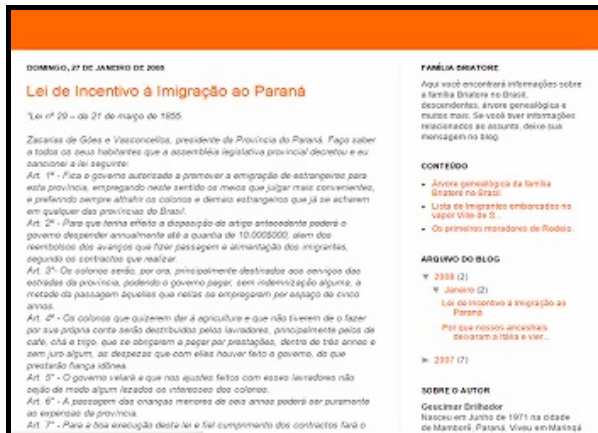 DOMINGO, 27 DE JANEIRO DE 2008
Lei de Incentivo à Imigração ao Paraná
"Lei nº 29 – de 21 de março de 1855.
Zacarias de Góes e Vasconcellos, presidente da Província do Paraná. Faço saber
a todos os seus habitantes que a assembléia legislativa provincial decretou e eu
sancionei a lei seguinte:
Art. 1º - Fica o governo autorisado a promover a emigração de estrangeiros para
esta província, empregando neste sentido os meios que julgar mais convenientes,
e preferindo sempre attrahir os colonos e demais estrangeiros que já se acharem
em qualquer das províncias do Brasil.
Art. 2º - Para que tenha effeito a disposição do artigo antecedente poderá o
governo despender annualmente até a quantia de 10:000$000, alem dos
reembolsos dos avanços que fizer passagem e alimentação dos imigrantes,
segundo os contractos que realizar.
Art. 3º- Os colonos serão, por ora, principalmente destinados aos serviços das
estradas da província, podendo o governo pagar, sem indemnização alguma, a
metade da passagem àquelles que nellas se empregarem por espaço de cinco
annos.
Art. 4º - Os colonos que quizerem dar á agricultura e que não tiverem de o fazer
por sua própria conta serão destribuidos pelos lavradores, principalmente pelos de
café, chá e trigo, que se obrigarem a pagar por prestações, dentro de três annos e
sem juro algum, as despezas que com elles houver feito o governo, do que
prestarão fiança idônea.
Art. 5º - O governo velará a que nos ajustes feitos com esses lavradores não
sejão de modo algum lezados os interesses dos colonos.
Art. 6º - A passagem das crianças menores de seis annos poderá ser puramente
as expensas da província.
Art. 7º - Para a boa execução desta lei e fiel cumprimento dos contractos fará o
FAMÍLIA BRIATORE
Aqui você encontrará informações sobre
a família Briatore no Brasil,
descendentes, árvore genealógica e
muitos mais. Se você tiver informações
relacionados ao assunto, deixe sua
mensagem no blog.
CONTEÚDO
Árvore genealógica da família
Briatore no Brasil
Lista de Imigrantes embarcados no
vapor Ville de S...
Os primeiros moradores de Rodeio.
ARQUIVO DO BLOG
▼ 2008 (2)
▼ Janeiro (2)
Lei de Incentivo à Imigração ao
Paraná
Por que nossos ancestrais
deixaram a Itália e vier...
► 2007 (7)
SOBRE O AUTOR
Geucimar Brilhador
Nasceu em Junho de 1971 na cidade
de Mamborê, Paraná. Viveu em Maringá